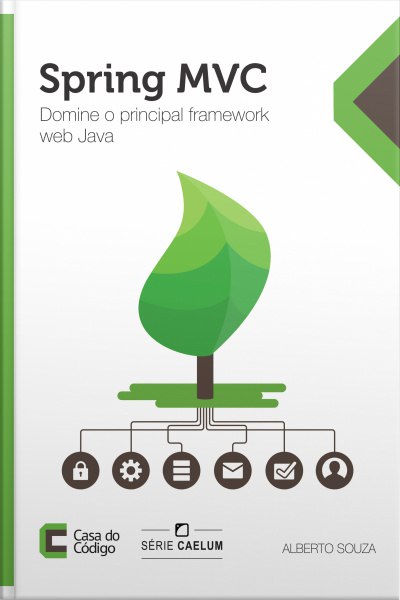 Spring MVC
Domine o principal framework
web Java
Casa do
Código
SÉRIE CAELUM
ALBERTO SOUZA